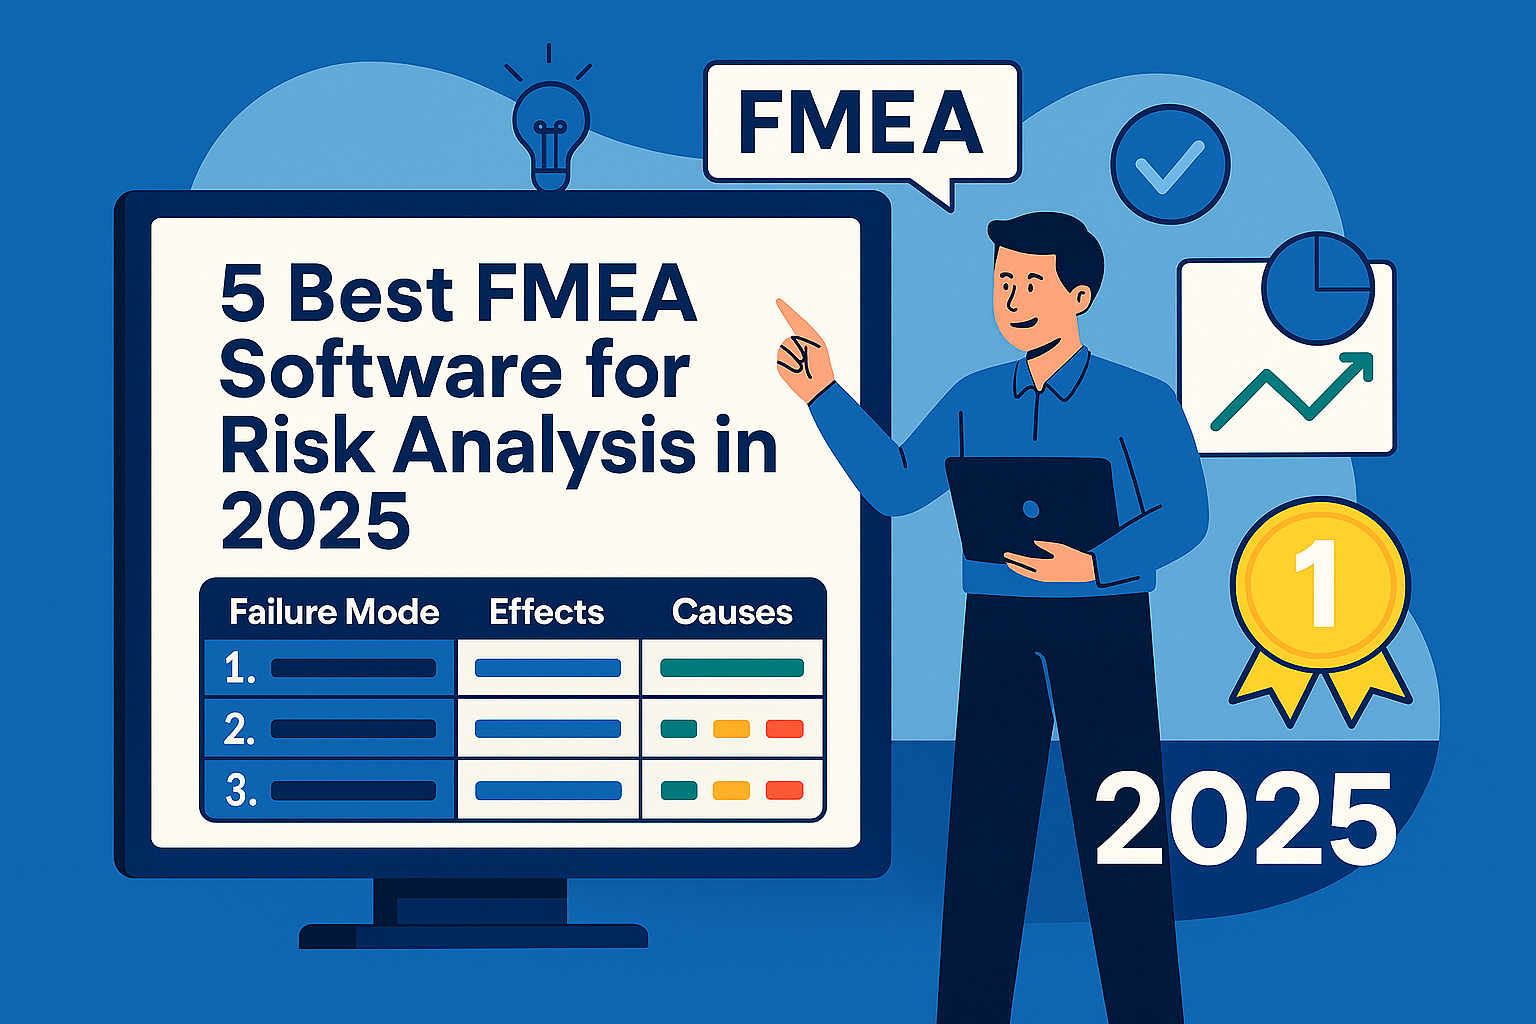 FMEA
5 Best FMEA
Software for
Risk Analysis in
2025
Failure Mode Effects Causes
1.
2.
3.
1
2025